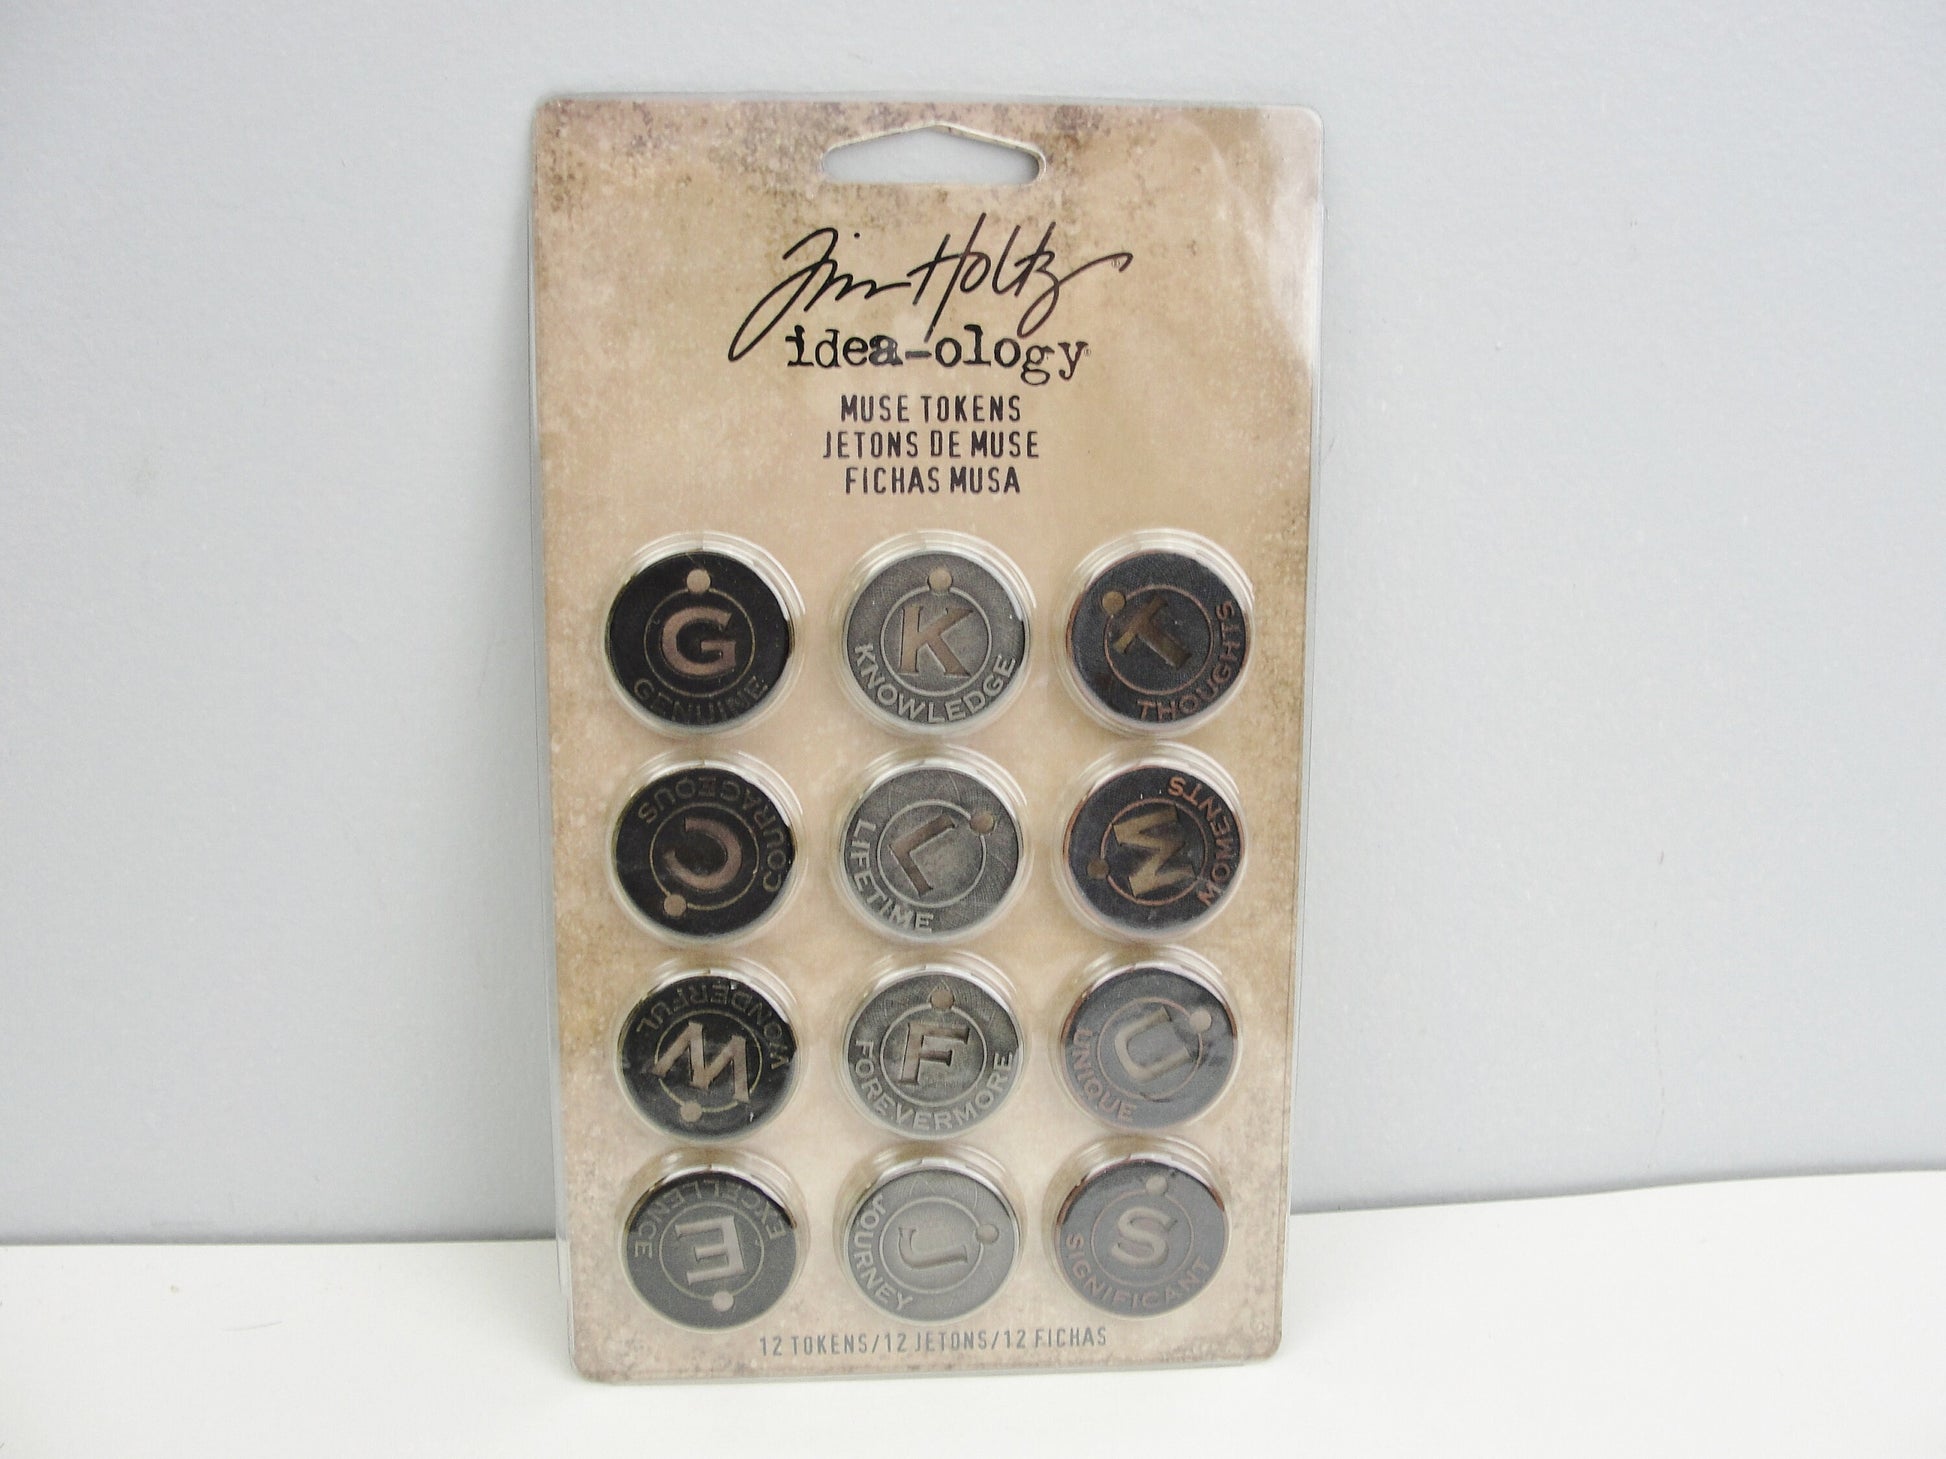 Tim Holtz®
idea-ology®
MUSE TOKENS
JETONS DE MUSE
FICHAS MUSA
G
GENUINE
K
KNOWLEDGE
T
THOUGHTS
C
COURAGEOUS
L
LIFETIME
M
MOMENTS
W
WONDERFUL
F
FOREVERMORE
U
UNIQUE
E
EXCELLENCE
J
JOURNEY
S
SIGNIFICANT
12 TOKENS/12 JETONS/12 FICHAS